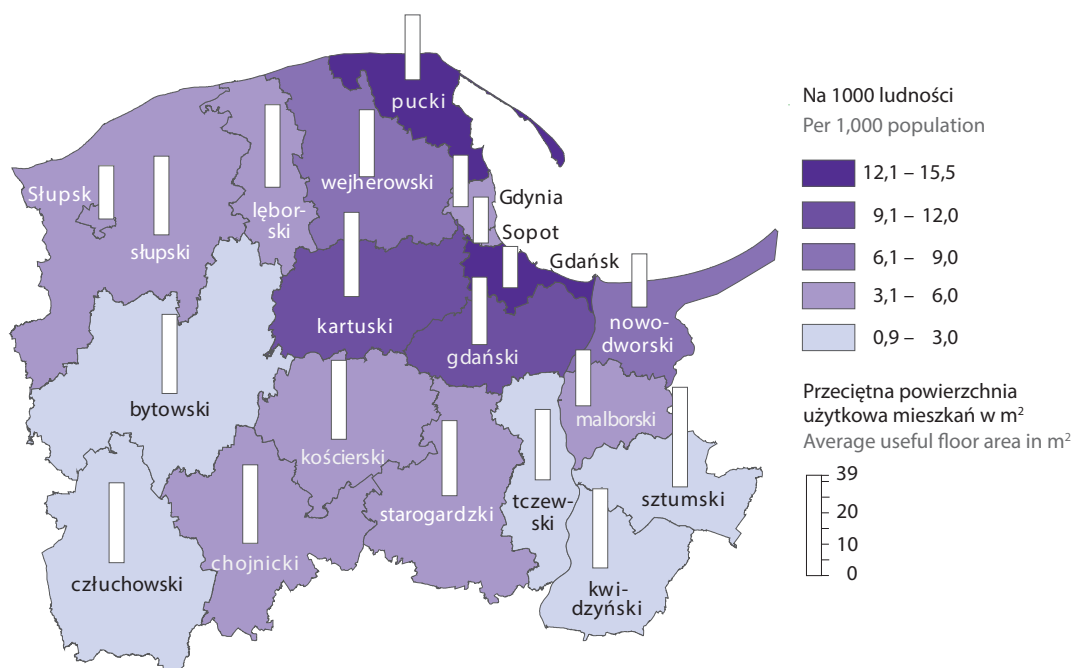 pucki
wejherowski
Słupsk
lębor-
ski
słupski
Gdynia
Sopot
Gdańsk
kartuski
gdański
nowo-
dworski
bytowski
kościerski
malborski
starogardzki
tczew-
ski
sztumski
chojnicki
człuchowski
kwi-
dzyński
Na 1000 ludności
Per 1,000 population
12,1 – 15,5
9,1 – 12,0
6,1 – 9,0
3,1 – 6,0
0,9 – 3,0
Przeciętna powierzchnia
użytkowa mieszkań w m²
Average useful floor area in m²
39
20
10
0